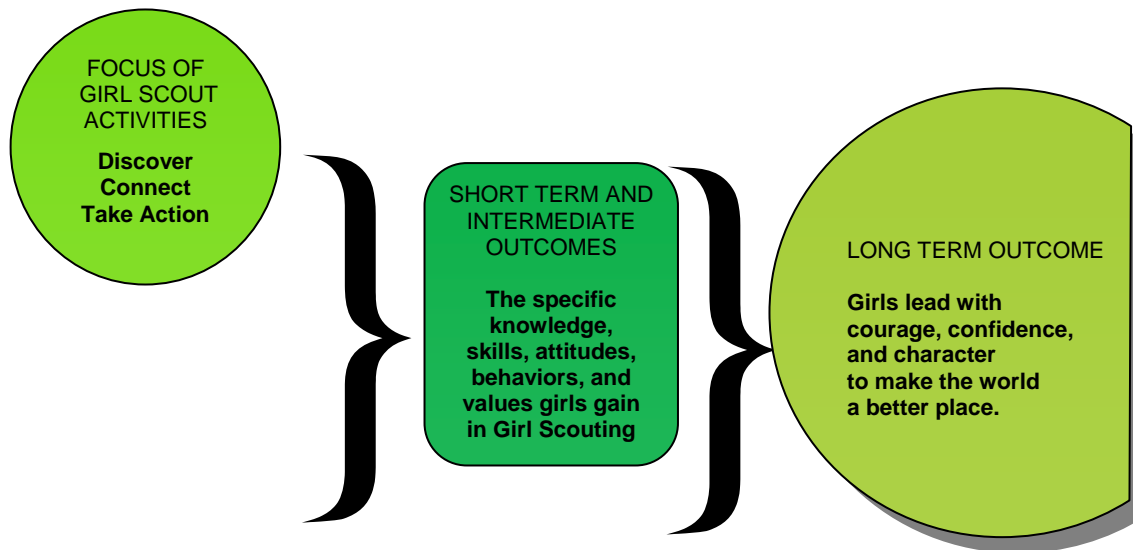 FOCUS OF
GIRL SCOUT
ACTIVITIES
Discover
Connect
Take Action
SHORT TERM AND
INTERMEDIATE
OUTCOMES
The specific
knowledge,
skills, attitudes,
behaviors, and
values girls gain
in Girl Scouting
LONG TERM OUTCOME
Girls lead with
courage, confidence,
and character
to make the world
a better place.